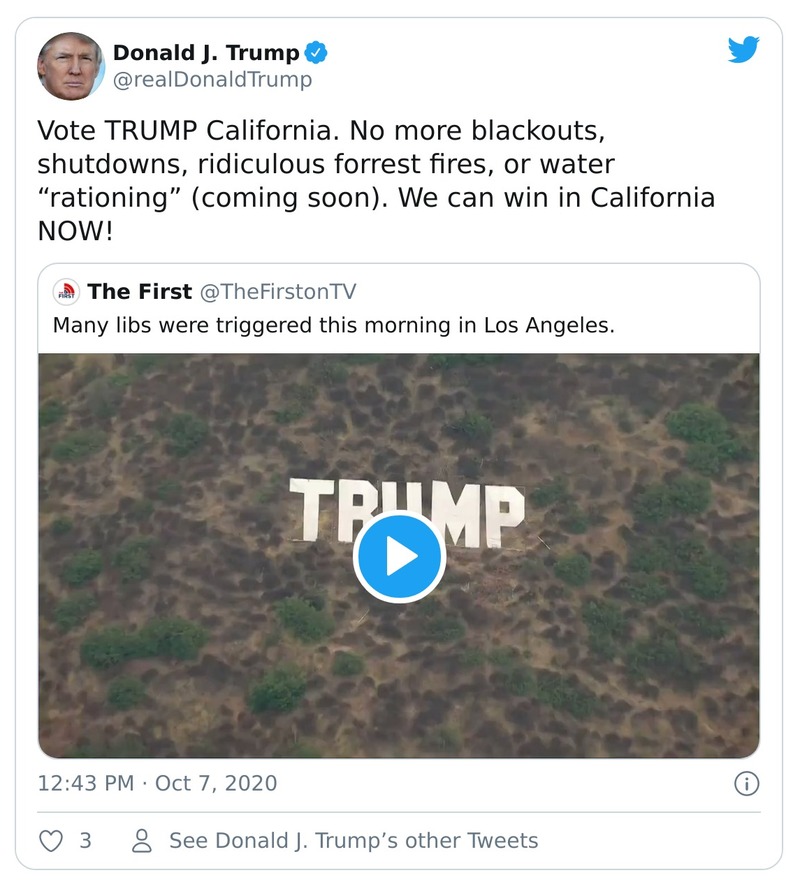 Donald J. Trump
@realDonaldTrump
Vote TRUMP California. No more blackouts,
shutdowns, ridiculous forrest fires, or water
“rationing” (coming soon). We can win in California
NOW!
FIRST
The First @TheFirstonTV
Many libs were triggered this morning in Los Angeles.
TRUMP
12:43 PM · Oct 7, 2020
3
See Donald J. Trump’s other Tweets